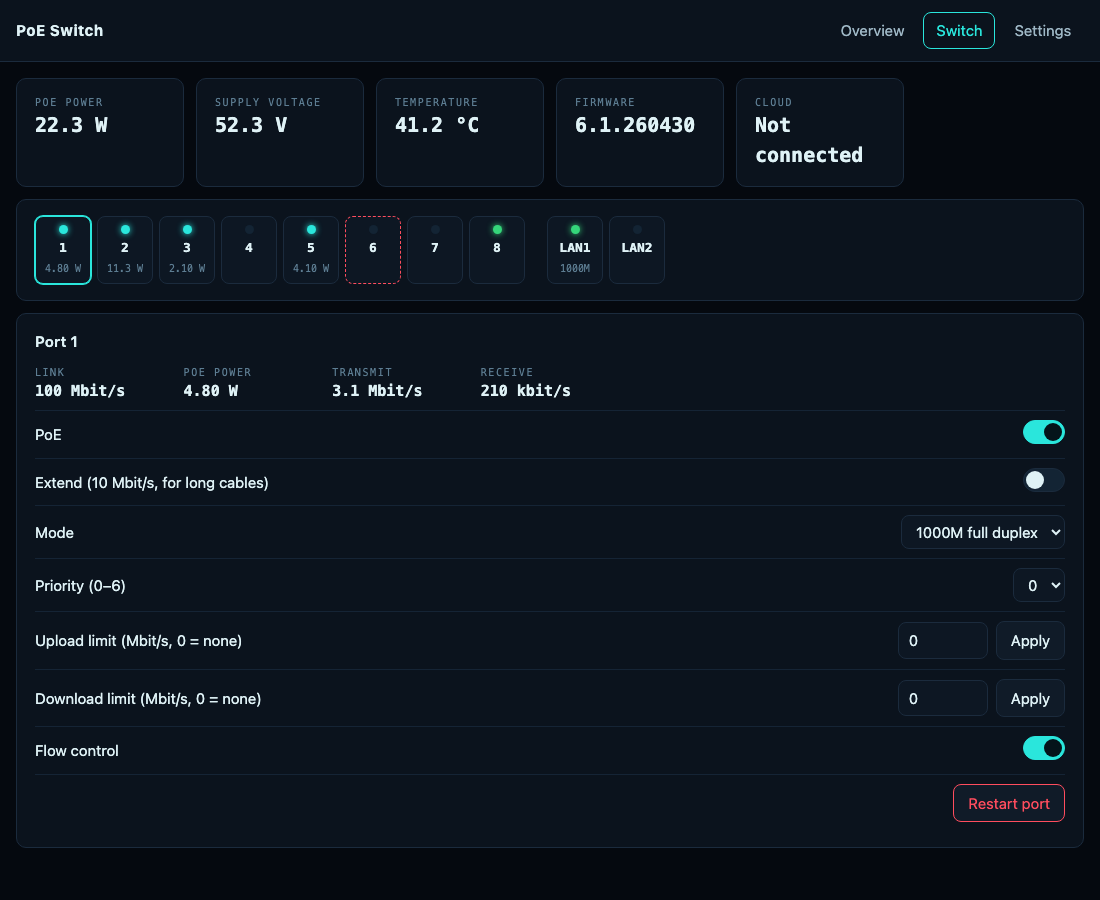 PoE Switch
Overview Switch Settings
POE POWER SUPPLY VOLTAGE TEMPERATURE FIRMWARE CLOUD
22.3 W 52.3 V 41.2 °C 6.1.260430 Not
connected
1 2 3 4 5 6 7 8 LAN1 LAN2
4.80 W 11.3 W 2.10 W 4.10 W 1000M
Port 1
LINK POE POWER TRANSMIT RECEIVE
100 Mbit/s 4.80 W 3.1 Mbit/s 210 kbit/s
PoE
Extend (10 Mbit/s, for long cables)
Mode 1000M full duplex
Priority (0–6) 0
Upload limit (Mbit/s, 0 = none) 0 Apply
Download limit (Mbit/s, 0 = none) 0 Apply
Flow control
Restart port